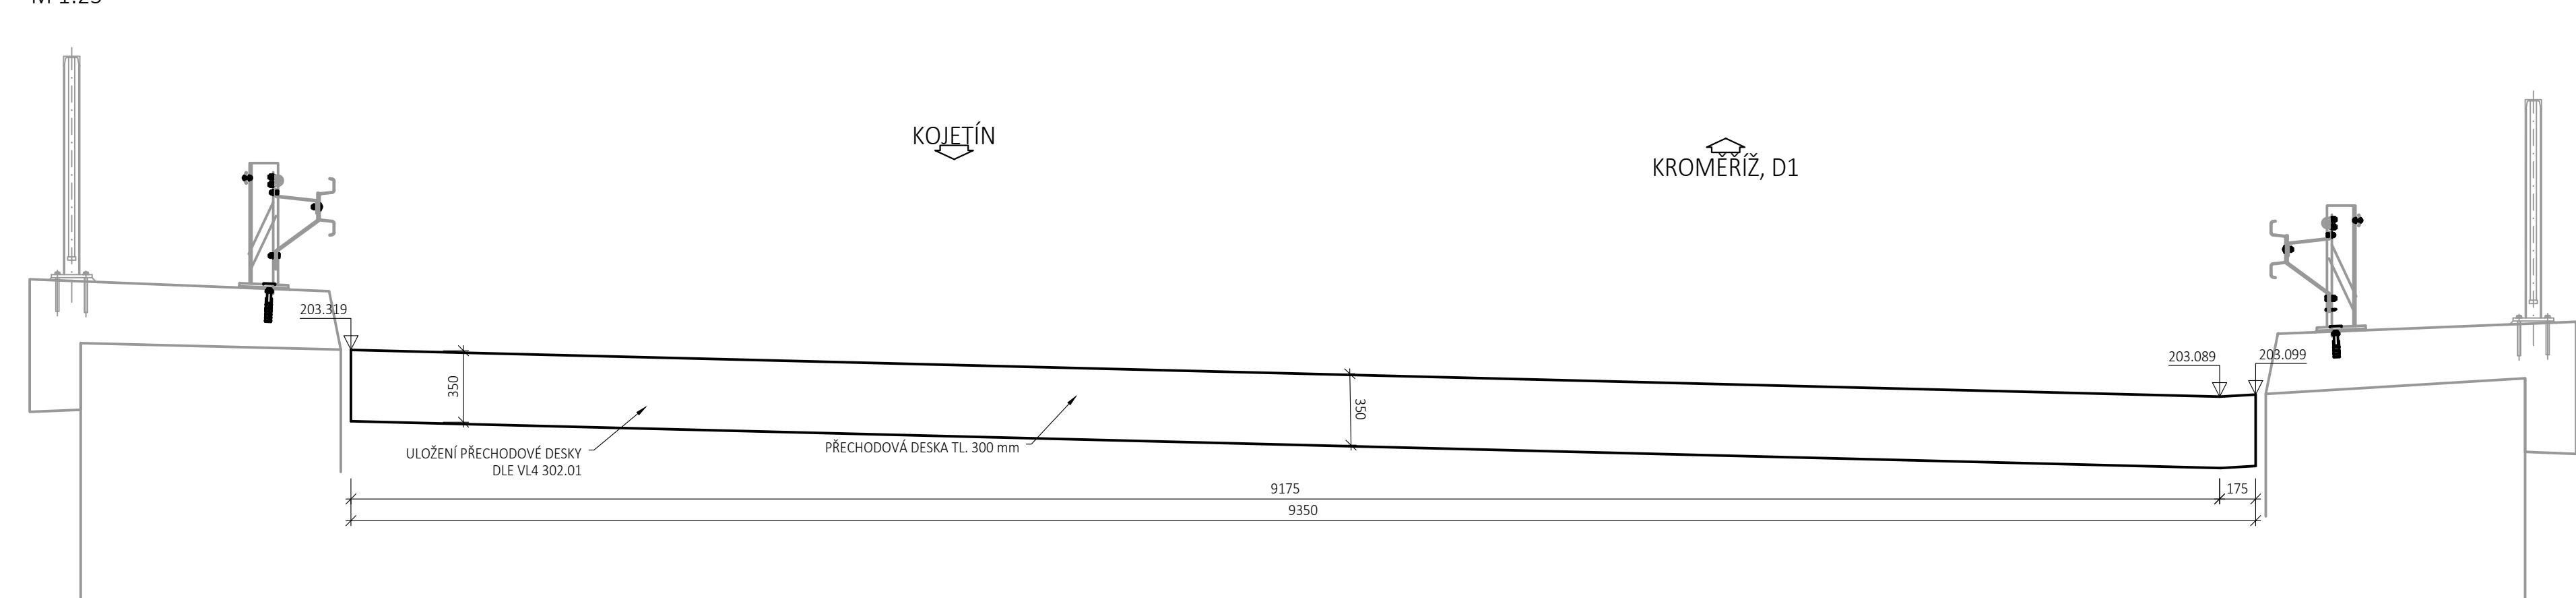 KOJETÍN
KROMĚŘÍŽ, D1
203.319
203.089
203.099
350
350
ULOŽENÍ PŘECHODOVÉ DESKY
DLE VL4 302.01
PŘECHODOVÁ DESKA TL. 300 mm
9175
175
9350